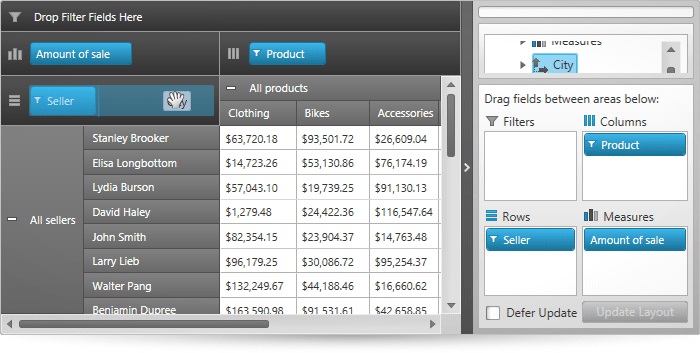 Drop Filter Fields Here
Amount of sale
Product
Seller
All products
Clothing Bikes Accessories
All sellers
Stanley Brooker $63,720.18 $93,501.72 $26,609.04
Elisa Longbottom $14,723.26 $53,130.86 $76,174.19
Lydia Burson $57,043.10 $19,739.25 $91,130.13
David Haley $1,279.48 $24,422.36 $116,547.64
John Smith $82,354.15 $23,904.37 $14,763.48
Larry Lieb $96,179.25 $30,086.72 $95,254.37
Walter Pang $132,249.67 $44,188.46 $16,660.62
Benjamin Dupree $163,590.98 $91,531.61 $42,658.85
Measures
City
Drag fields between areas below:
Filters
Columns
Product
Rows
Measures
Seller
Amount of sale
Defer Update
Update Layout